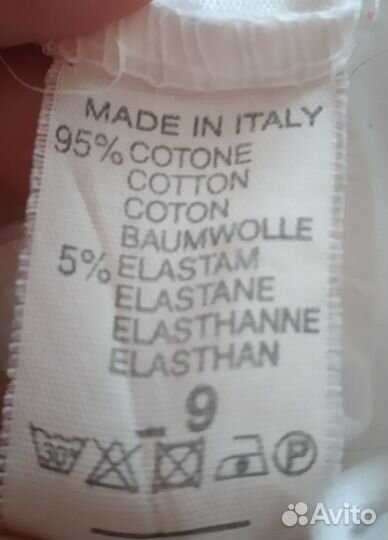 MADE IN ITALY
95% COTONE
COTTON
COTON
BAUMWOLLE
5% ELASTAM
ELASTANE
ELASTHANNE
ELASTHAN
9
30° P
Avito